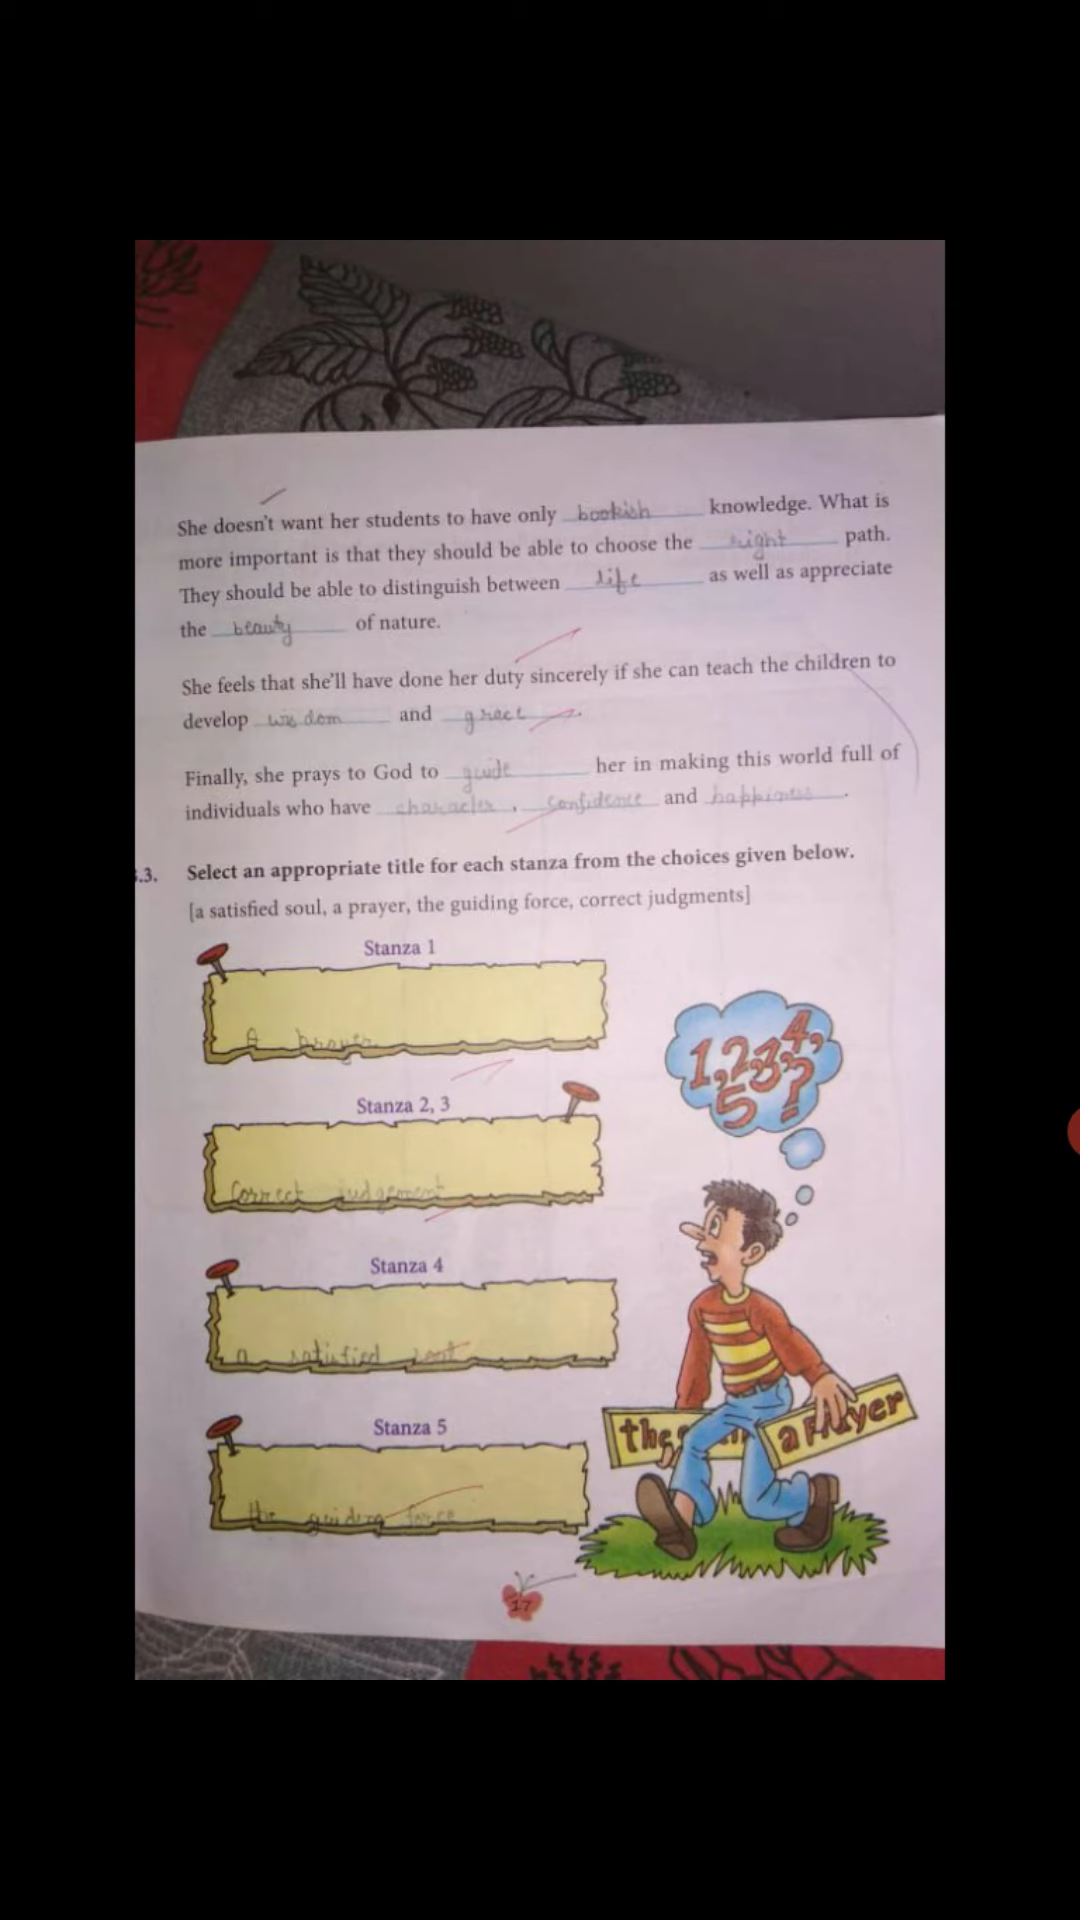 She doesn't want her students to have only bookish knowledge. What is
more important is that they should be able to choose the right path.
They should be able to distinguish between life as well as appreciate
the beauty of nature.
She feels that she'll have done her duty sincerely if she can teach the children to
develop wisdom and grace.
Finally, she prays to God to guide her in making this world full of
individuals who have character, confidence and happiness.
.3. Select an appropriate title for each stanza from the choices given below.
[a satisfied soul, a prayer, the guiding force, correct judgments]
Stanza 1
A prayer
Stanza 2, 3
Correct judgement
Stanza 4
a satisfied soul
Stanza 5
the guiding force
1,2,3,4,
5?
the
a Prayer
17